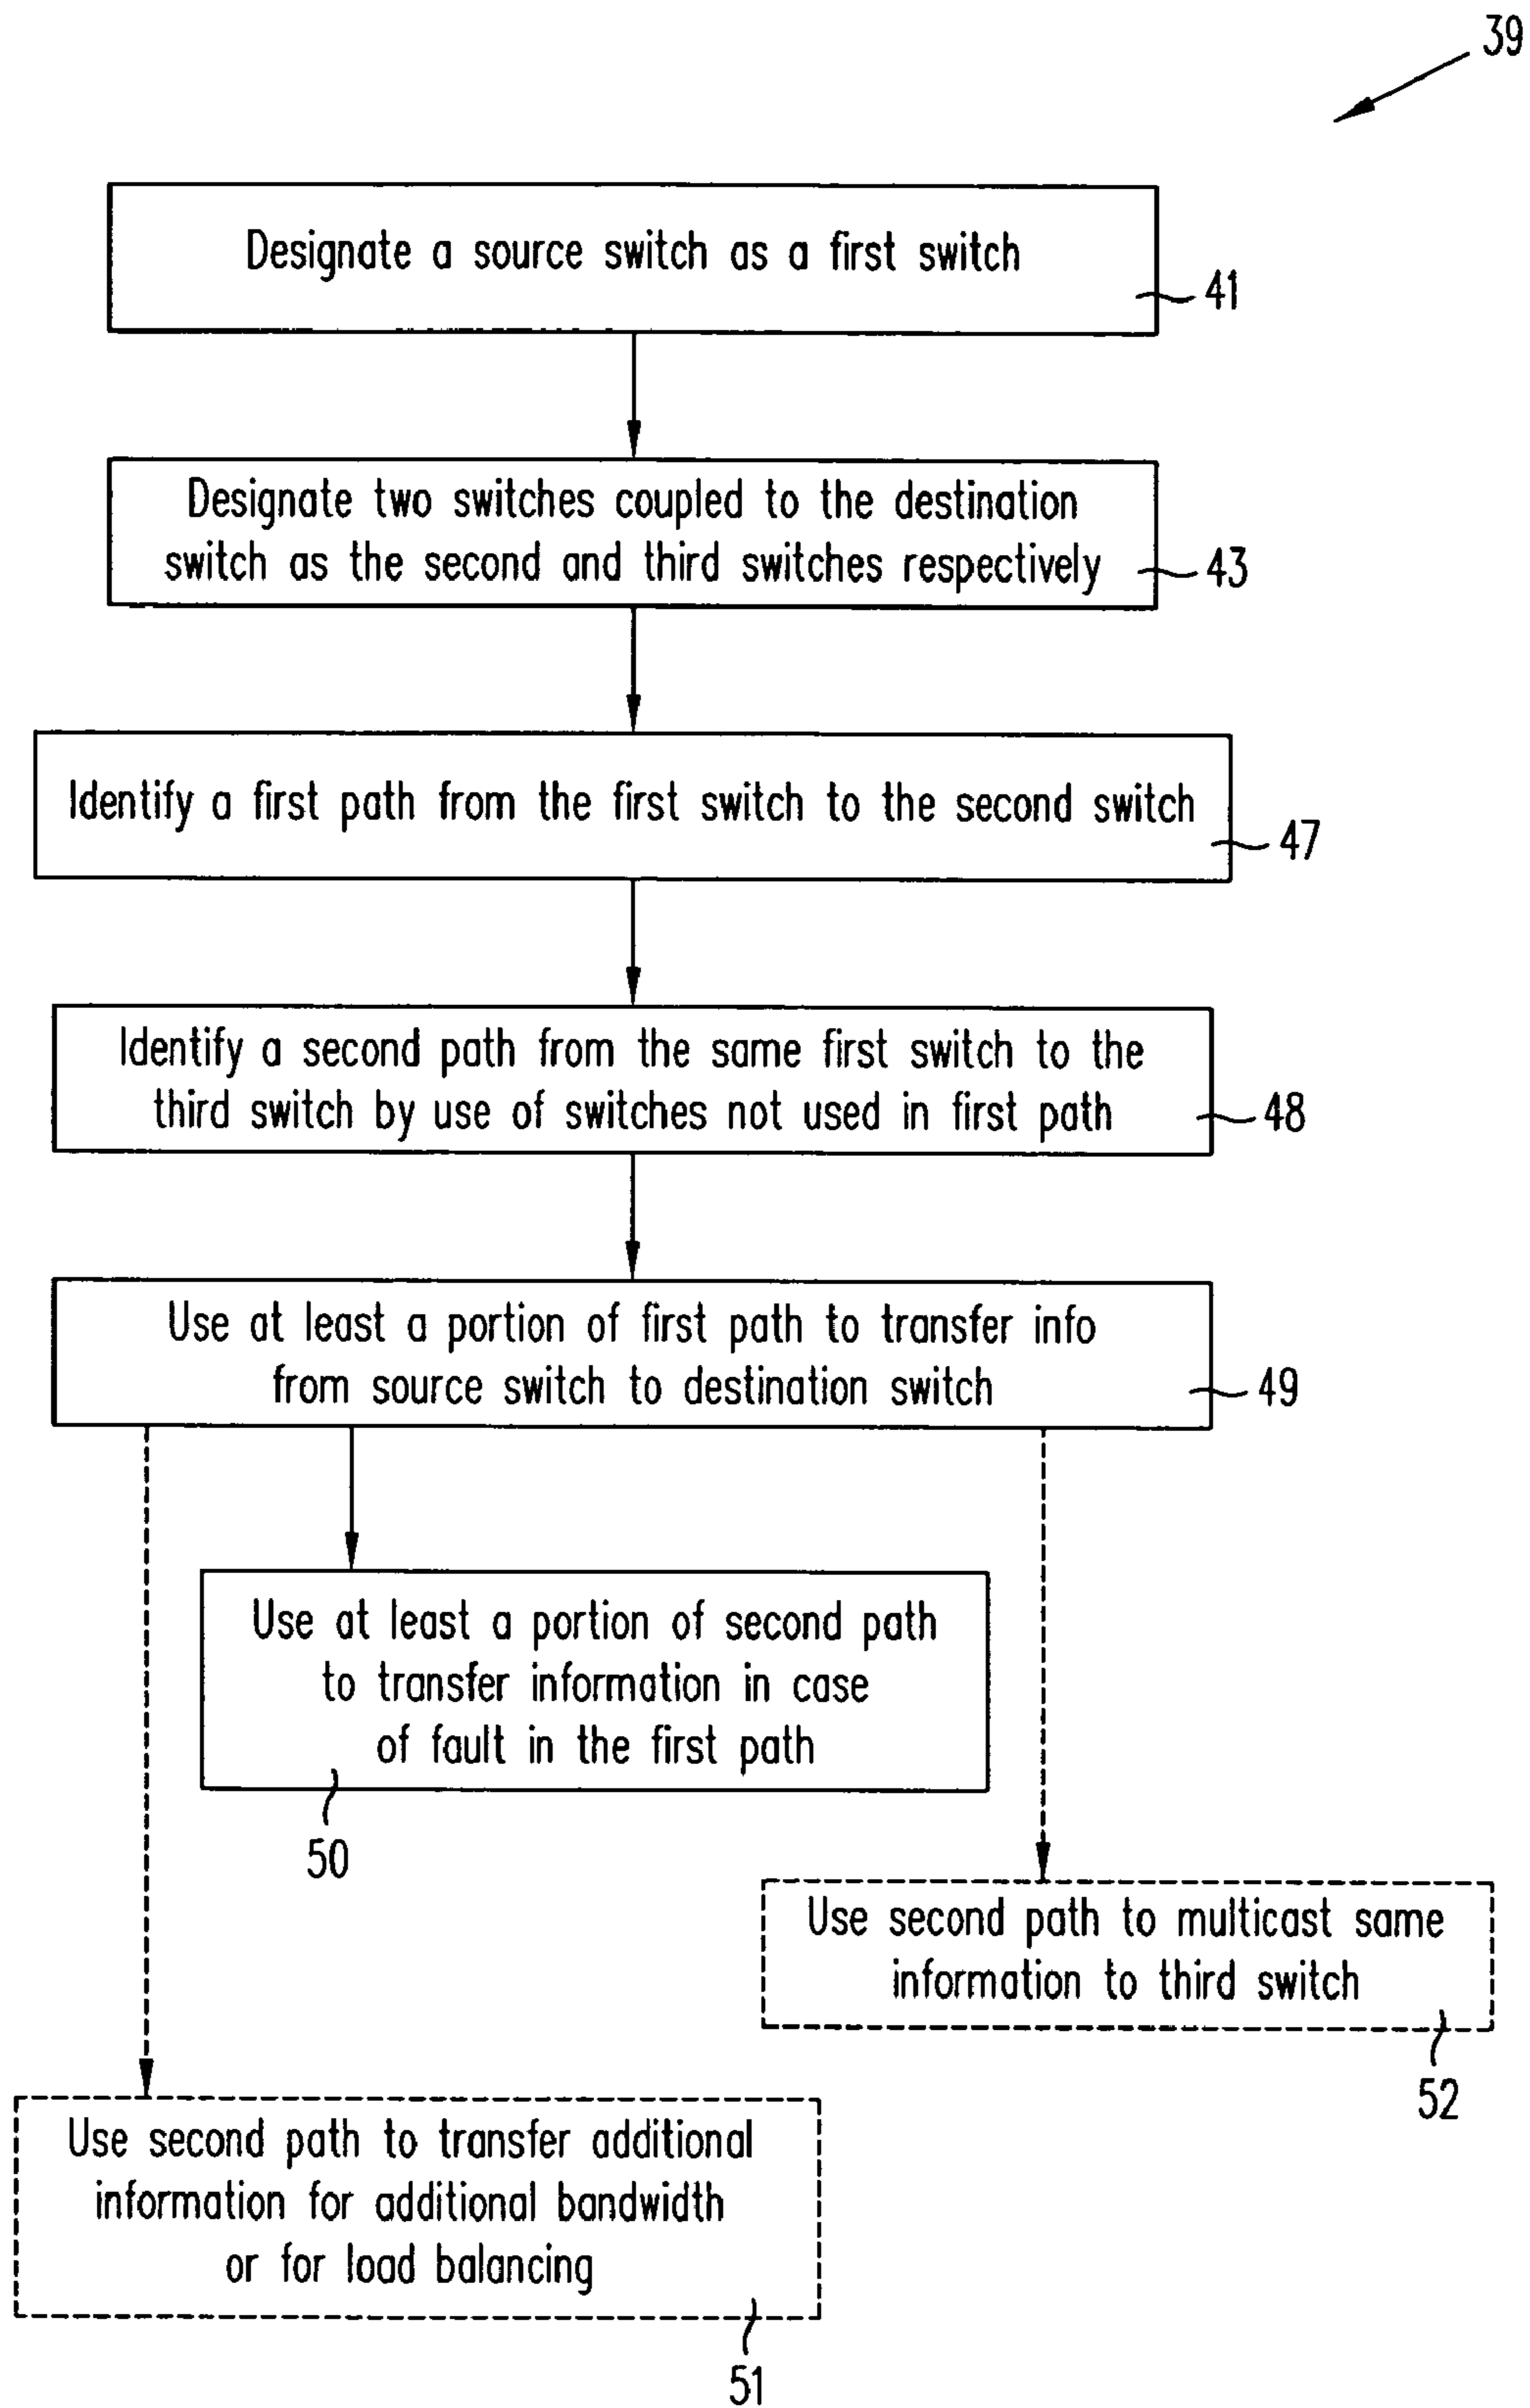 39
Designate a source switch as a first switch
41
Designate two switches coupled to the destination
switch as the second and third switches respectively
43
Identify a first path from the first switch to the second switch
47
Identify a second path from the same first switch to the
third switch by use of switches not used in first path
48
Use at least a portion of first path to transfer info
from source switch to destination switch
49
Use at least a portion of second path
to transfer information in case
of fault in the first path
50
Use second path to multicast same
information to third switch
52
Use second path to transfer additional
information for additional bandwidth
or for load balancing
51